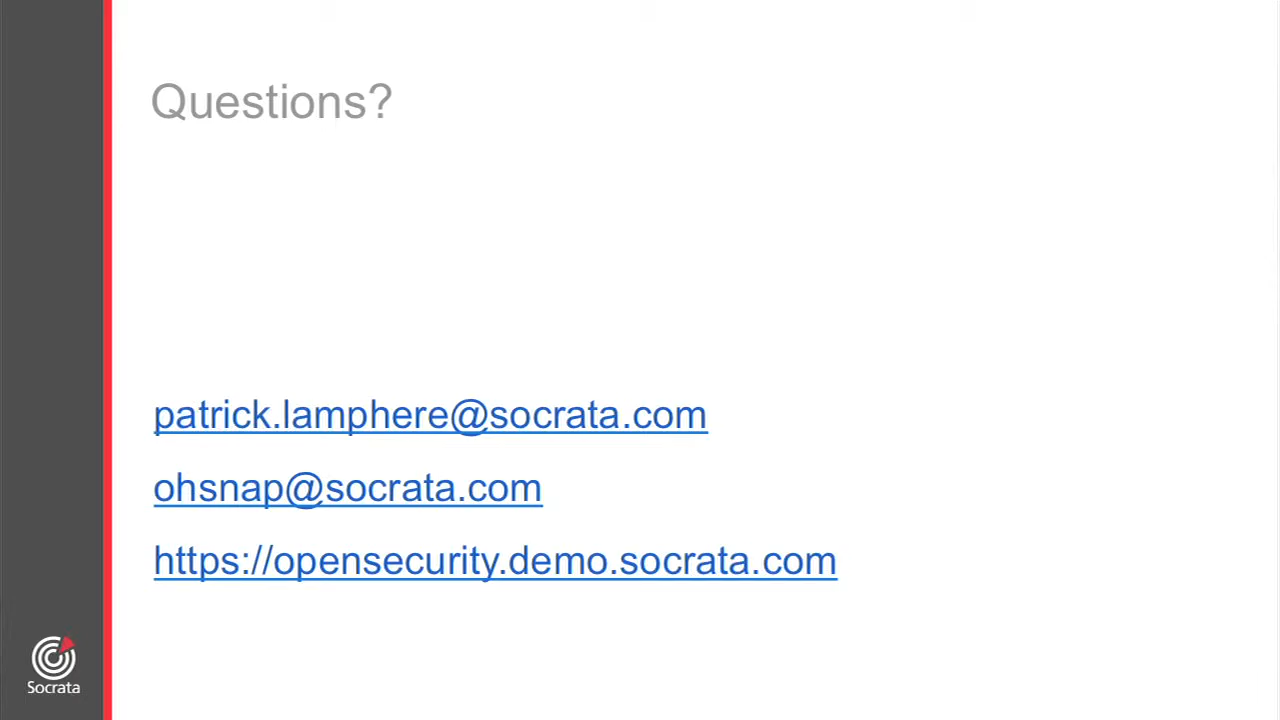 Questions?
patrick.lamphere@socrata.com
ohsnap@socrata.com
https://opensecurity.demo.socrata.com
Socrata